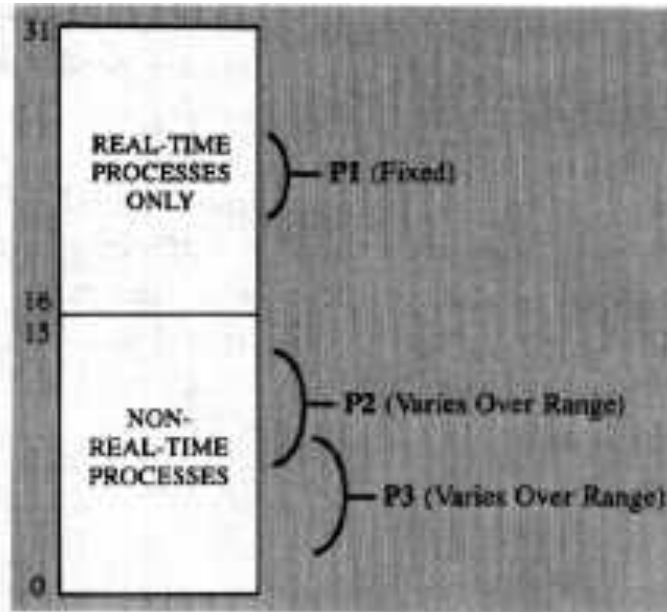 31
REAL-TIME
PROCESSES
ONLY
P1 (Fixed)
16
15
NON-
REAL-TIME
PROCESSES
P2 (Varies Over Range)
P3 (Varies Over Range)
0